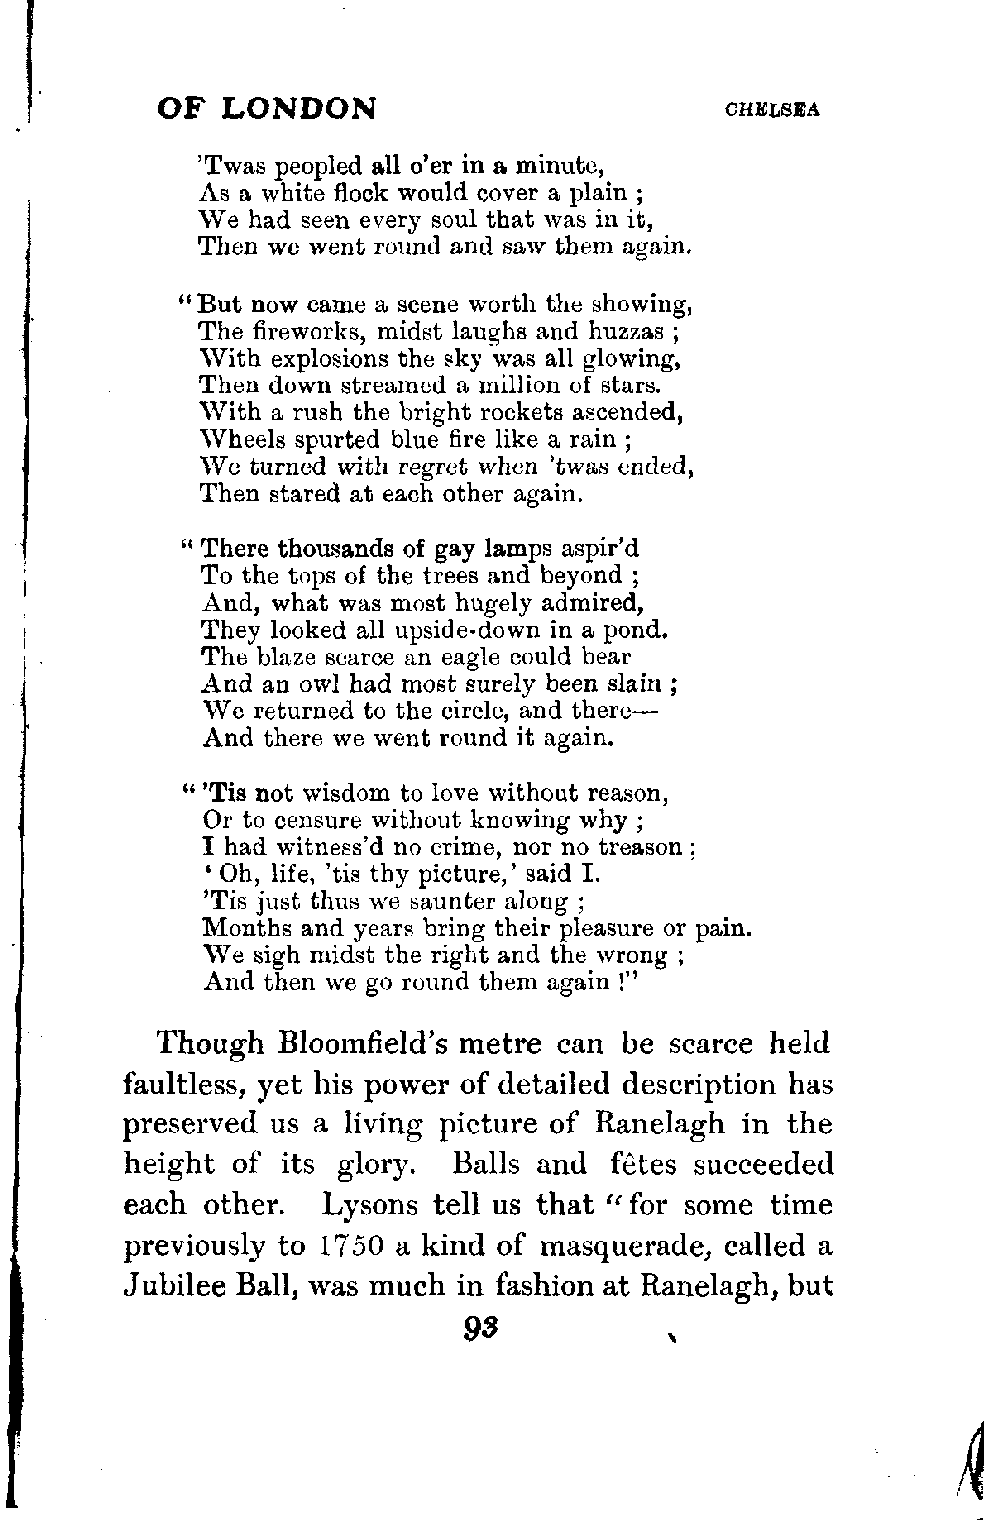 OF LONDON CHELSEA
'Twas peopled all o'er in a minute,
As a white flock would cover a plain ;
We had seen every soul that was in it,
Then we went round and saw them again.
"But now came a scene worth the showing,
The fireworks, midst laughs and huzzas ;
With explosions the sky was all glowing,
Then down streamed a million of stars.
With a rush the bright rockets ascended,
Wheels spurted blue fire like a rain ;
We turned with regret when 'twas ended,
Then stared at each other again.
" There thousands of gay lamps aspir'd
To the tops of the trees and beyond ;
And, what was most hugely admired,
They looked all upside-down in a pond.
The blaze scarce an eagle could bear
And an owl had most surely been slain ;
We returned to the circle, and there—
And there we went round it again.
" 'Tis not wisdom to love without reason,
Or to censure without knowing why ;
I had witness'd no crime, nor no treason ;
' Oh, life, 'tis thy picture,' said I.
'Tis just thus we saunter along ;
Months and years bring their pleasure or pain.
We sigh midst the right and the wrong ;
And then we go round them again !"
Though Bloomfield's metre can be scarce held
faultless, yet his power of detailed description has
preserved us a living picture of Ranelagh in the
height of its glory. Balls and fêtes succeeded
each other. Lysons tell us that "for some time
previously to 1750 a kind of masquerade, called a
Jubilee Ball, was much in fashion at Ranelagh, but
93